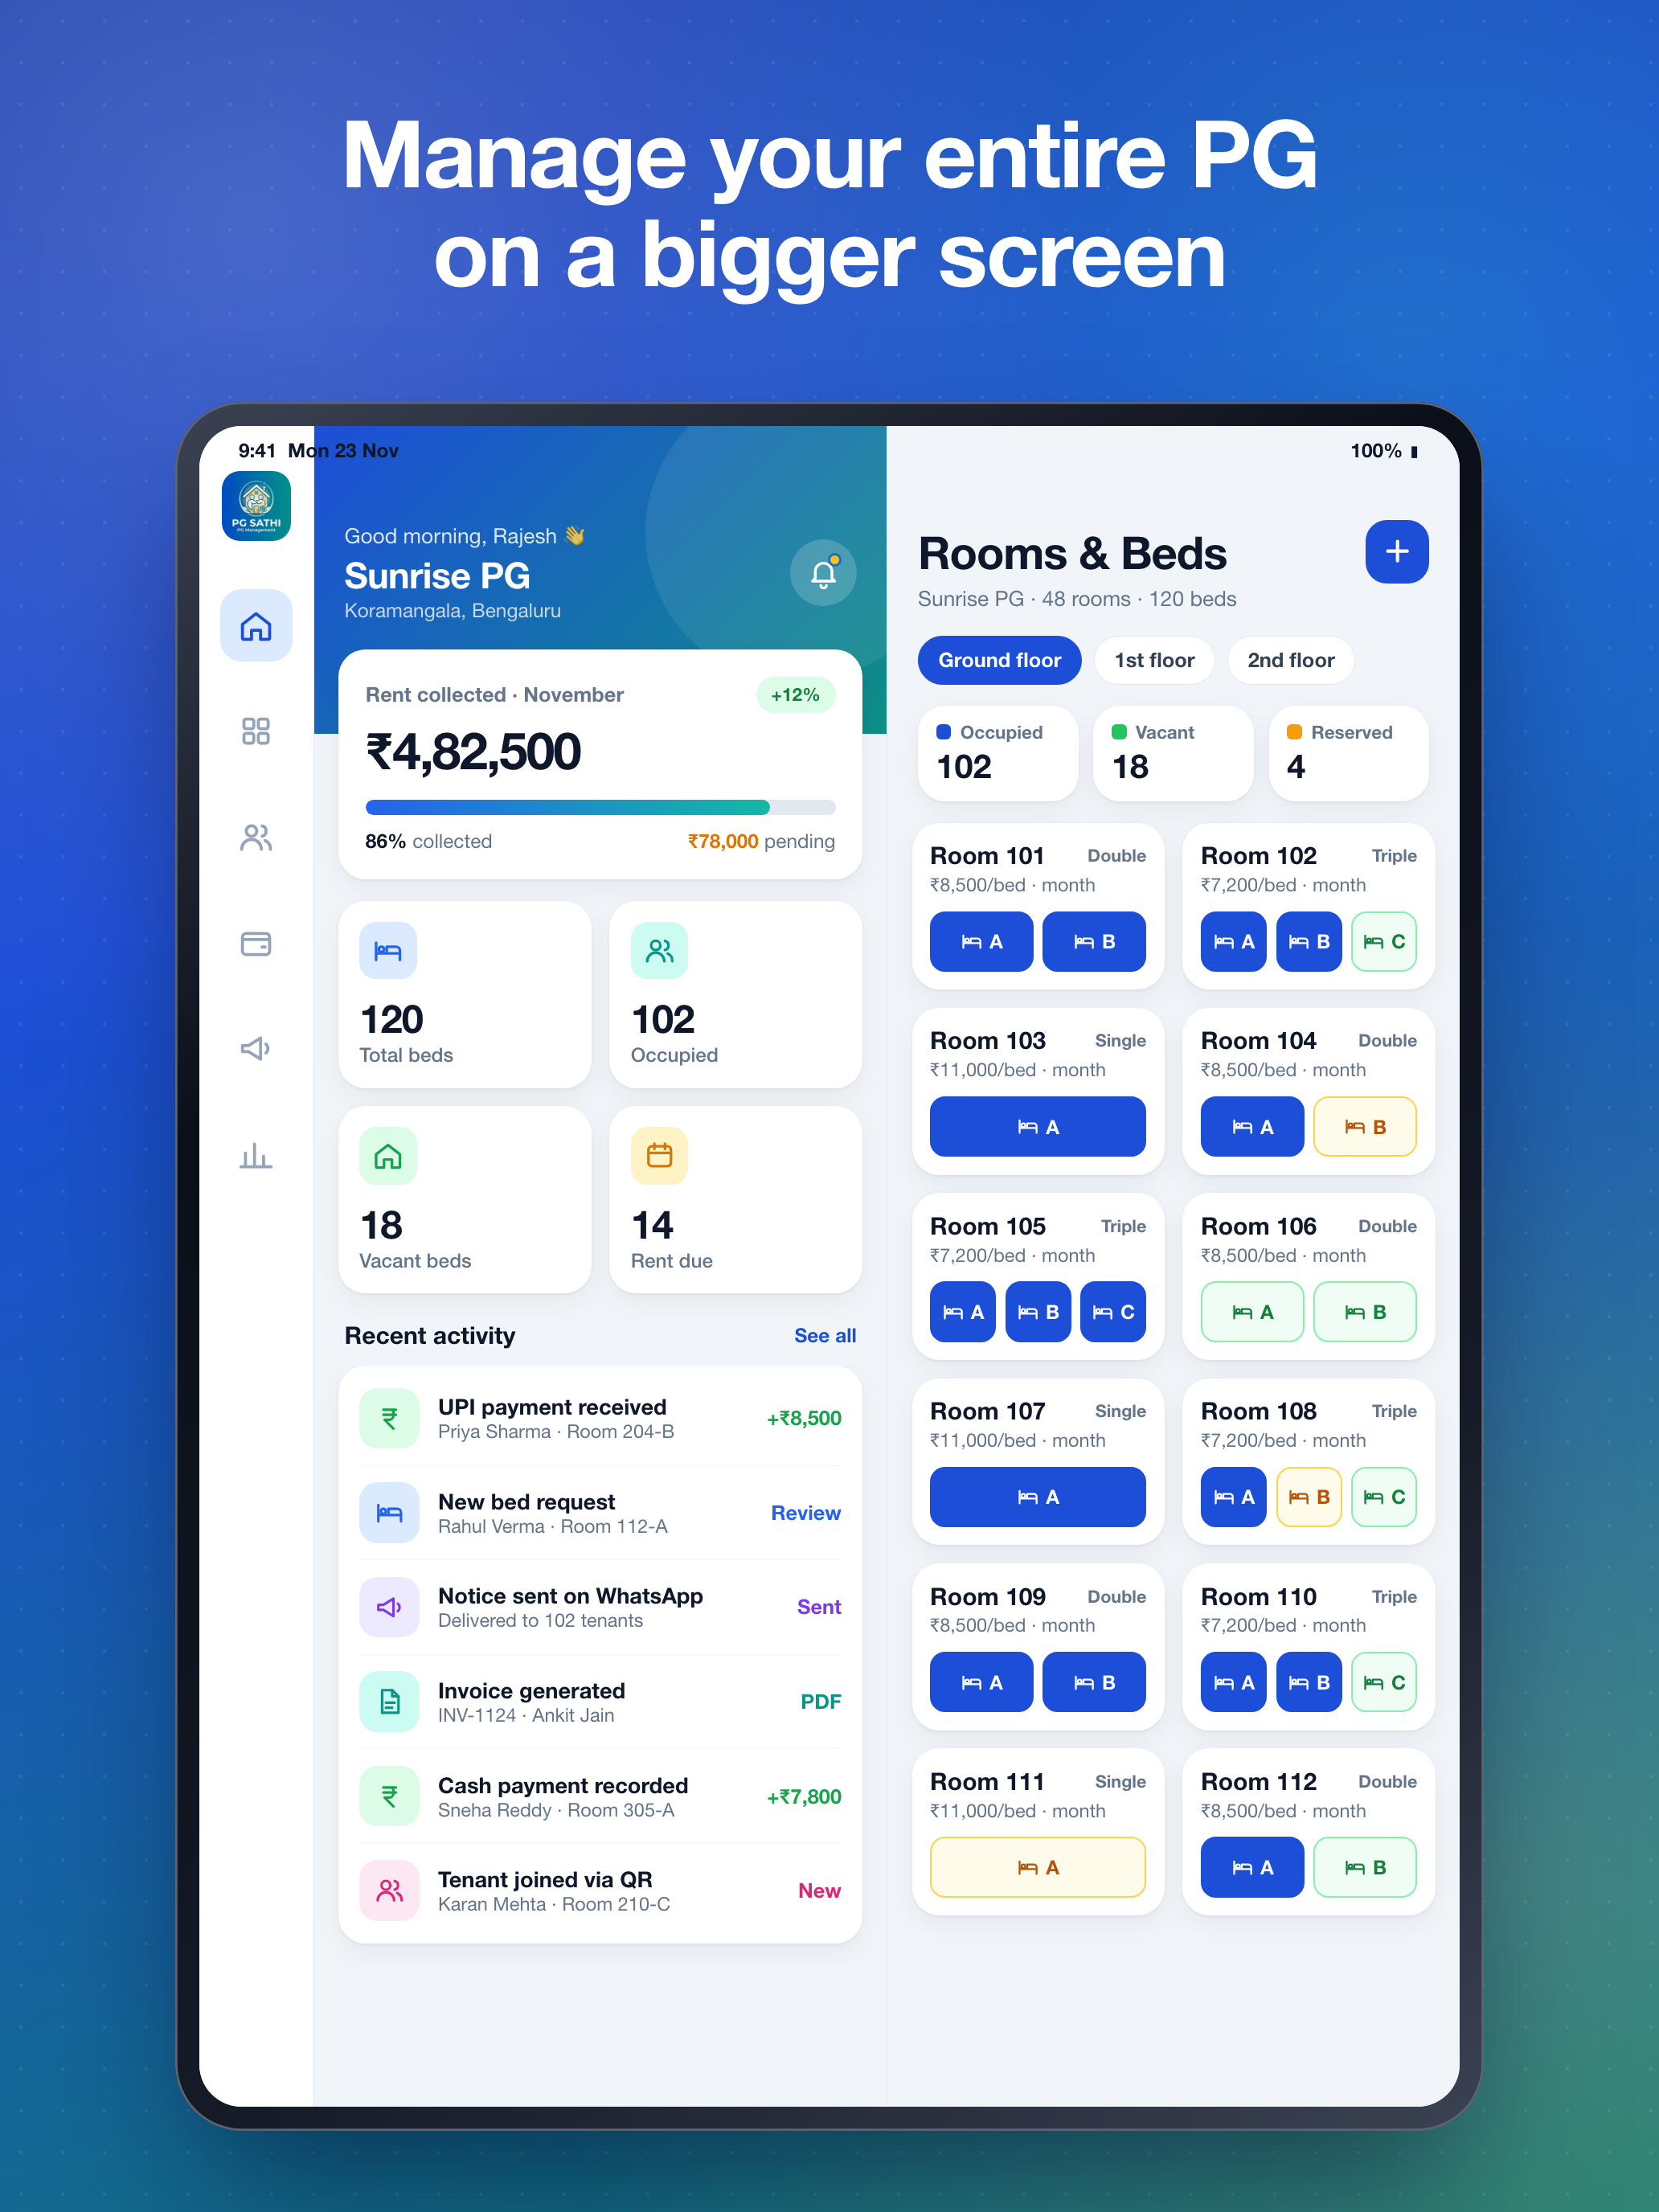 Manage your entire PG
on a bigger screen
9:41 Mon 23 Nov
100%
PG SATHI
PG Management
Good morning, Rajesh 👋
Sunrise PG
Koramangala, Bengaluru
Rent collected · November
+12%
₹4,82,500
86% collected
₹78,000 pending
120
Total beds
102
Occupied
18
Vacant beds
14
Rent due
Recent activity
See all
UPI payment received
Priya Sharma · Room 204-B
+₹8,500
New bed request
Rahul Verma · Room 112-A
Review
Notice sent on WhatsApp
Delivered to 102 tenants
Sent
Invoice generated
INV-1124 · Ankit Jain
PDF
Cash payment recorded
Sneha Reddy · Room 305-A
+₹7,800
Tenant joined via QR
Karan Mehta · Room 210-C
New
Rooms & Beds
+
Sunrise PG · 48 rooms · 120 beds
Ground floor
1st floor
2nd floor
Occupied
102
Vacant
18
Reserved
4
Room 101 Double
₹8,500/bed · month
A B
Room 102 Triple
₹7,200/bed · month
A B C
Room 103 Single
₹11,000/bed · month
A
Room 104 Double
₹8,500/bed · month
A B
Room 105 Triple
₹7,200/bed · month
A B C
Room 106 Double
₹8,500/bed · month
A B
Room 107 Single
₹11,000/bed · month
A
Room 108 Triple
₹7,200/bed · month
A B C
Room 109 Double
₹8,500/bed · month
A B
Room 110 Triple
₹7,200/bed · month
A B C
Room 111 Single
₹11,000/bed · month
A
Room 112 Double
₹8,500/bed · month
A B